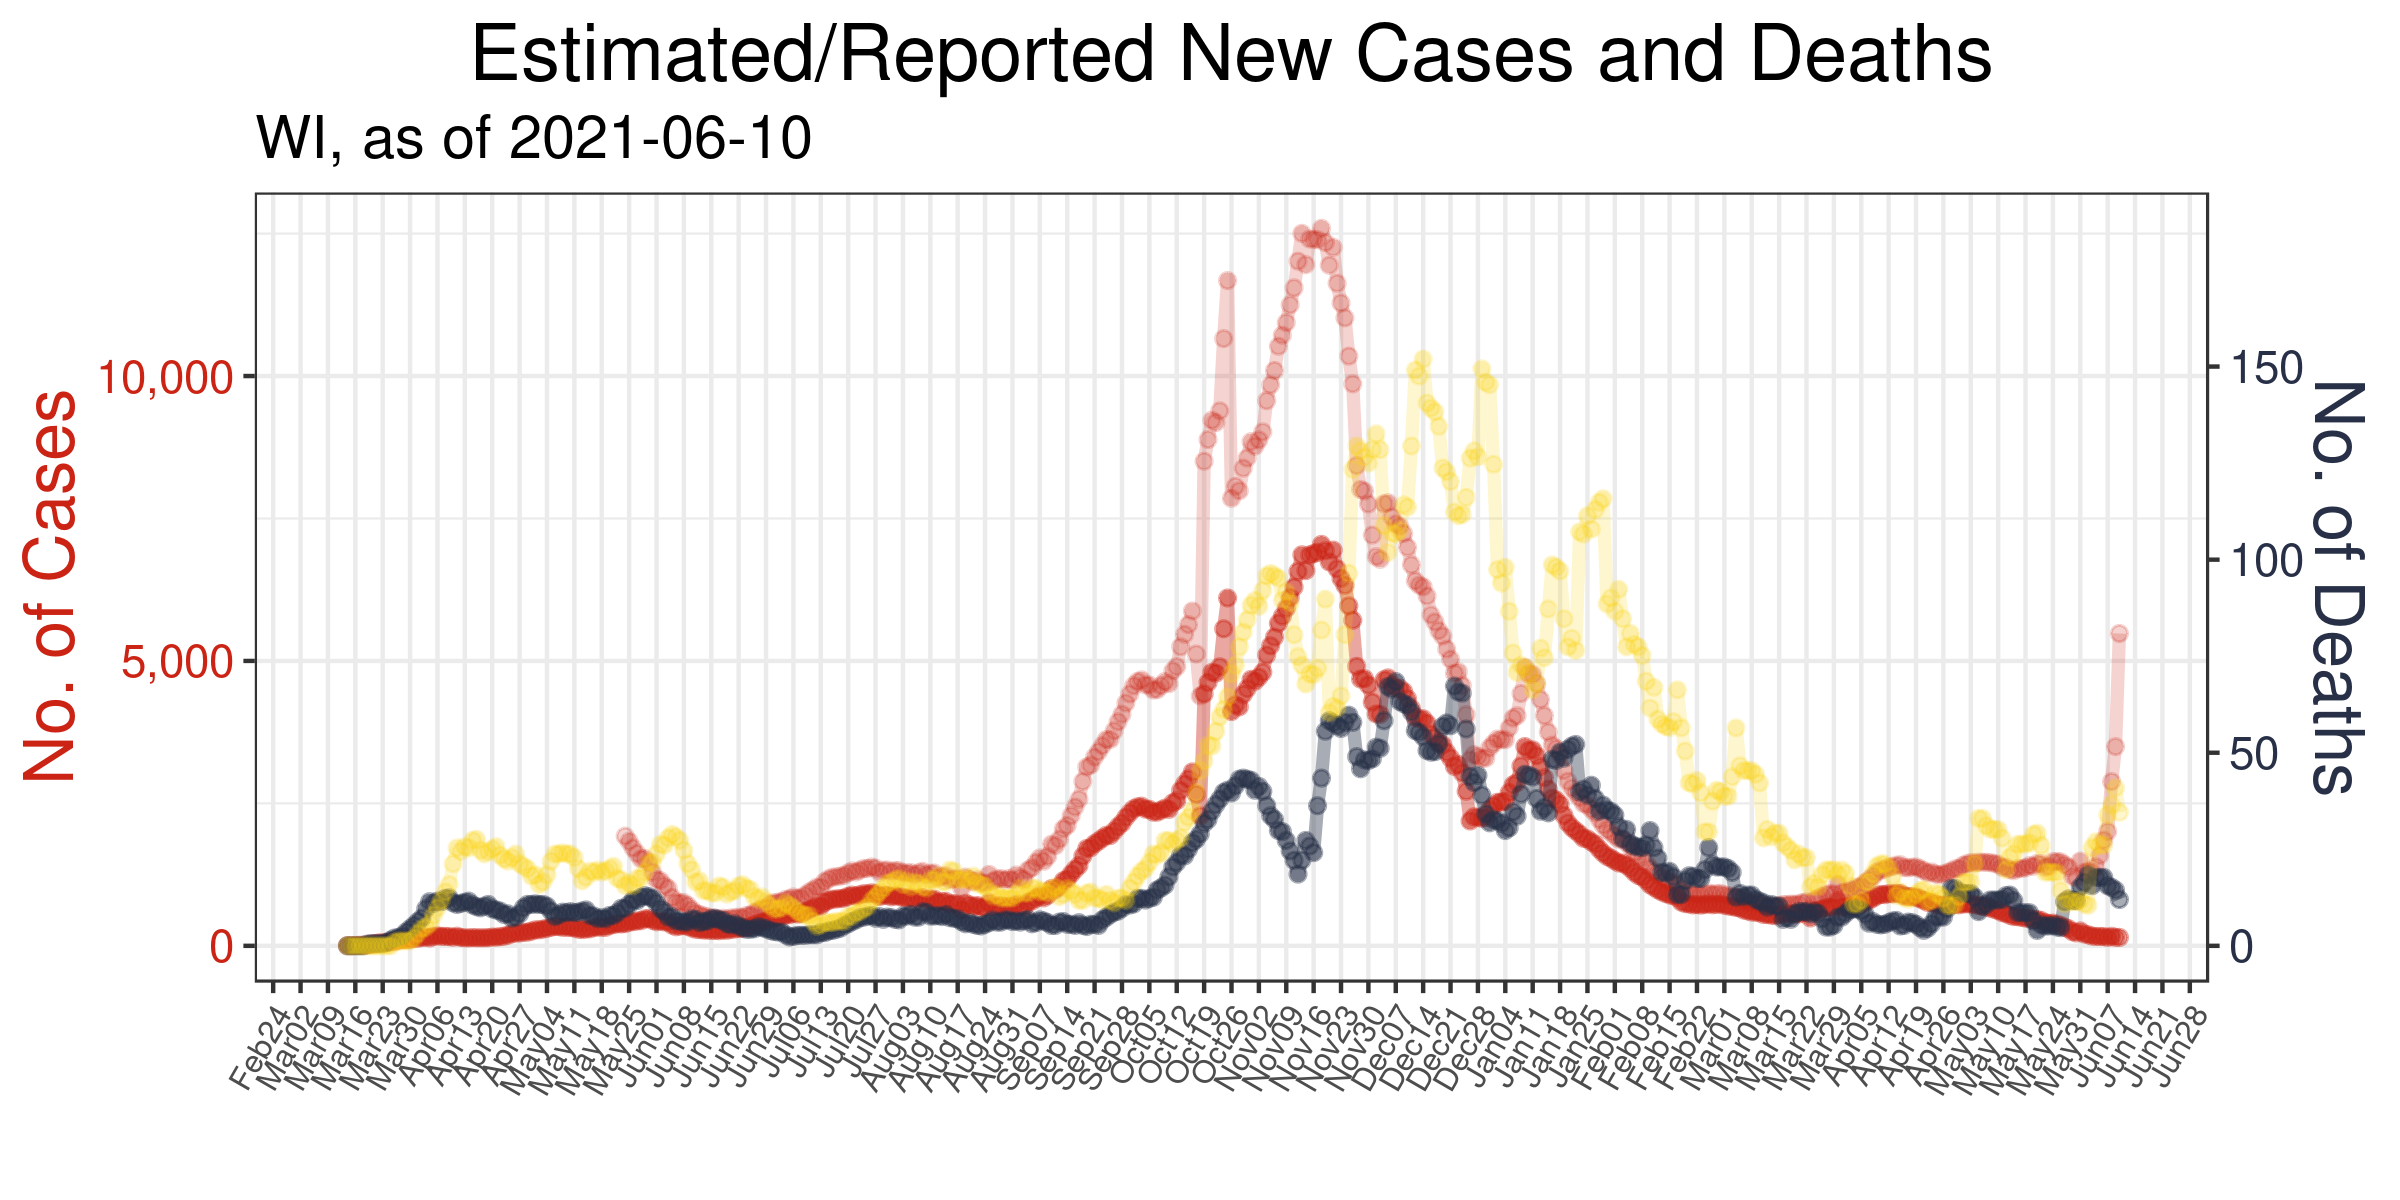 Estimated/Reported New Cases and Deaths
WI, as of 2021-06-10
No. of Cases
10,000
5,000
0
150
100
50
0
No. of Deaths
Feb24
Mar02
Mar09
Mar16
Mar23
Mar30
Apr06
Apr13
Apr20
Apr27
May04
May11
May18
May25
Jun01
Jun08
Jun15
Jun22
Jun29
Jul06
Jul13
Jul20
Jul27
Aug03
Aug10
Aug17
Aug24
Aug31
Sep07
Sep14
Sep21
Sep28
Oct05
Oct12
Oct19
Oct26
Nov02
Nov09
Nov16
Nov23
Nov30
Dec07
Dec14
Dec21
Dec28
Jan04
Jan11
Jan18
Jan25
Feb01
Feb08
Feb15
Feb22
Mar01
Mar08
Mar15
Mar22
Mar29
Apr05
Apr12
Apr19
Apr26
May03
May10
May17
May24
May31
Jun07
Jun14
Jun21
Jun28